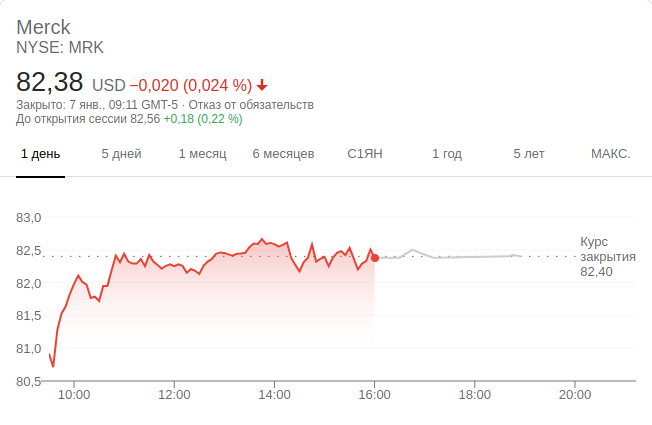 Merck
NYSE: MRK
82,38 USD −0,020 (0,024 %)
Закрыто: 7 янв., 09:11 GMT-5 · Отказ от обязательств
До открытия сессии 82,56 +0,18 (0,22 %)
1 день 5 дней 1 месяц 6 месяцев С1ЯН 1 год 5 лет МАКС.
83,0
82,5
82,0
81,5
81,0
80,5
Курс
закрытия
82,40
10:00 12:00 14:00 16:00 18:00 20:00